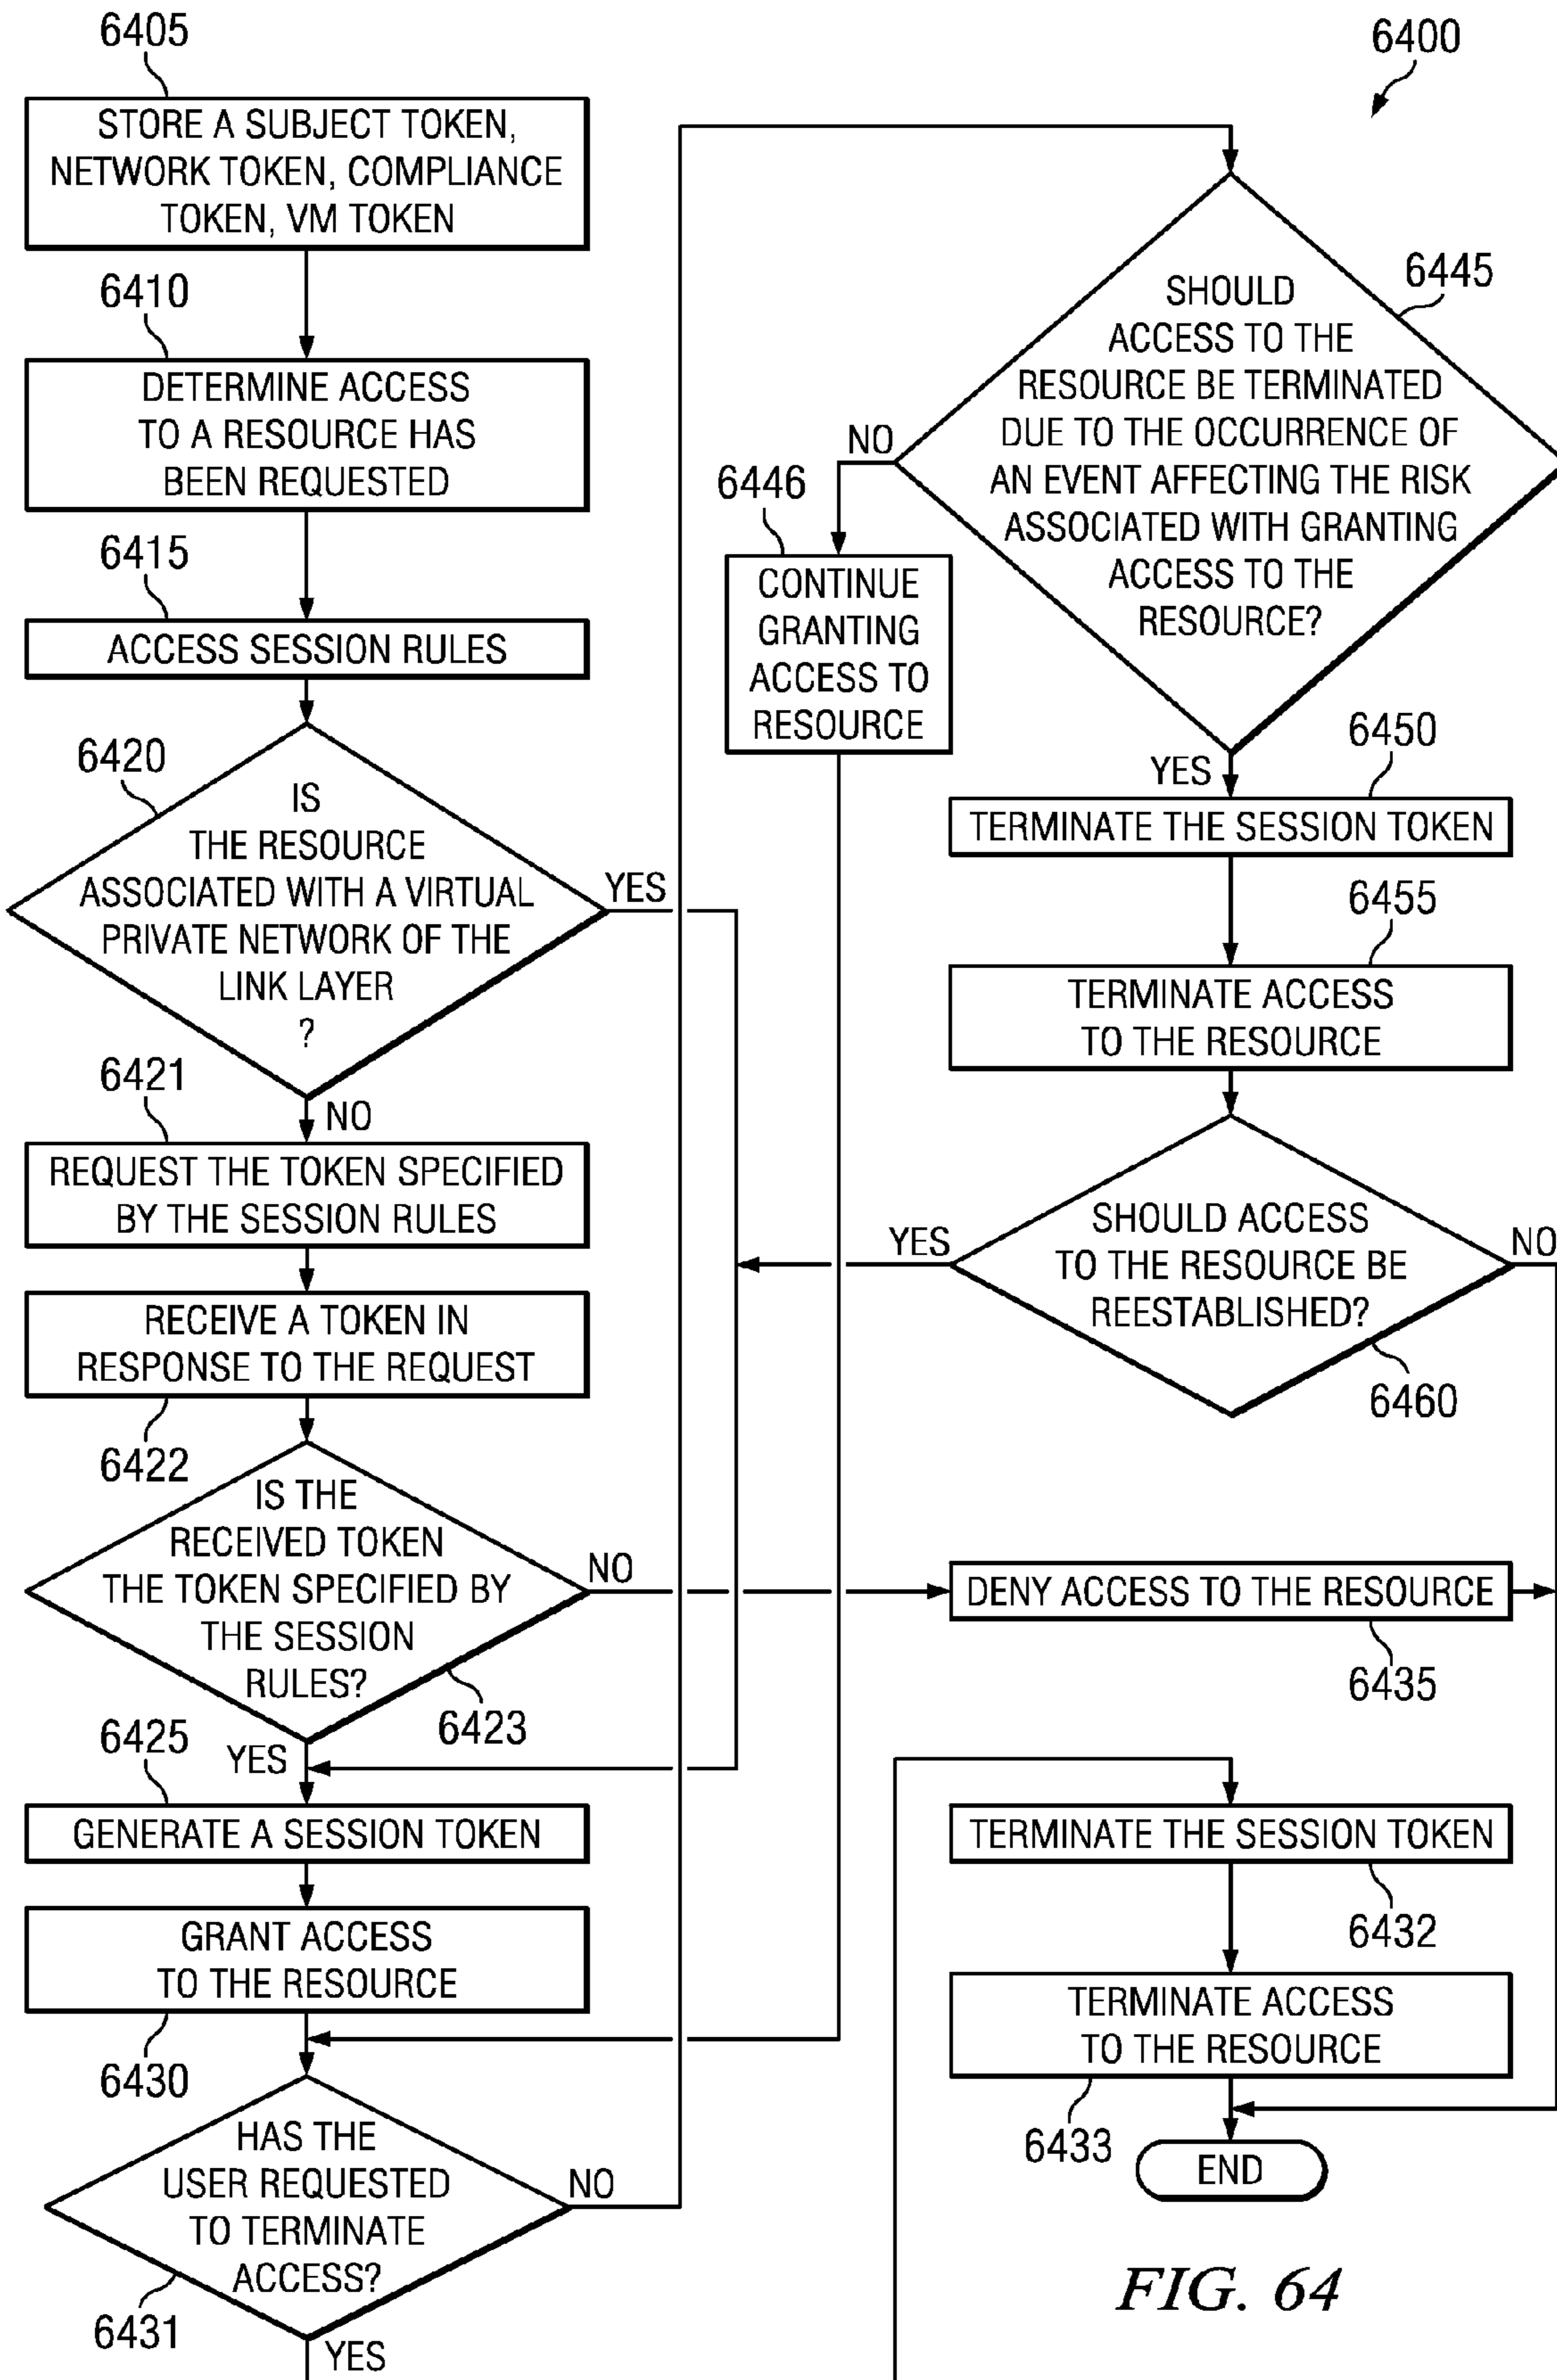 6405
STORE A SUBJECT TOKEN,
NETWORK TOKEN, COMPLIANCE
TOKEN, VM TOKEN
6410
DETERMINE ACCESS
TO A RESOURCE HAS
BEEN REQUESTED
6415
ACCESS SESSION RULES
6420
IS
THE RESOURCE
ASSOCIATED WITH A VIRTUAL
PRIVATE NETWORK OF THE
LINK LAYER
?
YES
NO
6421
REQUEST THE TOKEN SPECIFIED
BY THE SESSION RULES
RECEIVE A TOKEN IN
RESPONSE TO THE REQUEST
6422
IS THE
RECEIVED TOKEN
THE TOKEN SPECIFIED BY
THE SESSION
RULES?
NO
6423
YES
6425
GENERATE A SESSION TOKEN
GRANT ACCESS
TO THE RESOURCE
6430
HAS THE
USER REQUESTED
TO TERMINATE
ACCESS?
NO
6431
YES
6400
6445
SHOULD
ACCESS TO THE
RESOURCE BE TERMINATED
DUE TO THE OCCURRENCE OF
AN EVENT AFFECTING THE RISK
ASSOCIATED WITH GRANTING
ACCESS TO THE
RESOURCE?
NO
6446
CONTINUE
GRANTING
ACCESS TO
RESOURCE
YES
6450
TERMINATE THE SESSION TOKEN
6455
TERMINATE ACCESS
TO THE RESOURCE
SHOULD ACCESS
TO THE RESOURCE BE
REESTABLISHED?
YES
NO
6460
DENY ACCESS TO THE RESOURCE
6435
TERMINATE THE SESSION TOKEN
6432
TERMINATE ACCESS
TO THE RESOURCE
6433
END
FIG. 64